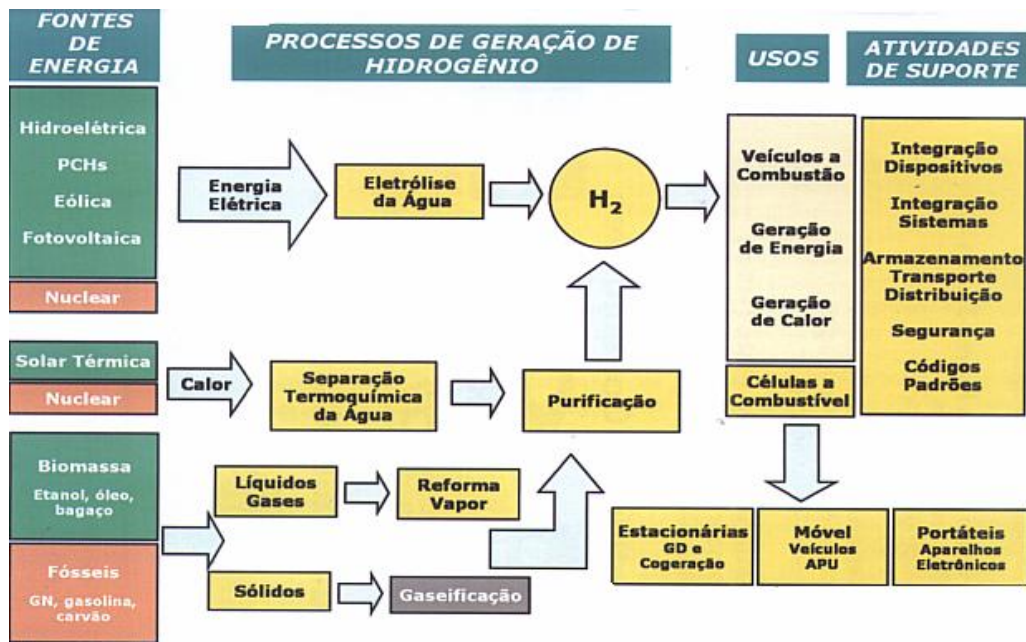 FONTES
DE
ENERGIA
PROCESSOS DE GERAÇÃO DE
HIDROGÊNIO
USOS
ATIVIDADES
DE SUPORTE
Hidroelétrica
PCHs
Eólica
Fotovoltaica
Nuclear
Energia
Elétrica
Eletrólise
da Água
H₂
Veículos a
Combustão
Geração
de Energia
Geração
de Calor
Células a
Combustível
Integração
Dispositivos
Integração
Sistemas
Armazenamento
Transporte
Distribuição
Segurança
Códigos
Padrões
Solar Térmica
Nuclear
Calor
Separação
Termoquímica
da Água
Purificação
Biomassa
Etanol, óleo,
bagaço
Fósseis
GN, gasolina,
carvão
Líquidos
Gases
Reforma
Vapor
Sólidos
Gaseificação
Estacionárias
GD e
Cogeração
Móvel
Veículos
APU
Portáteis
Aparelhos
Eletrônicos